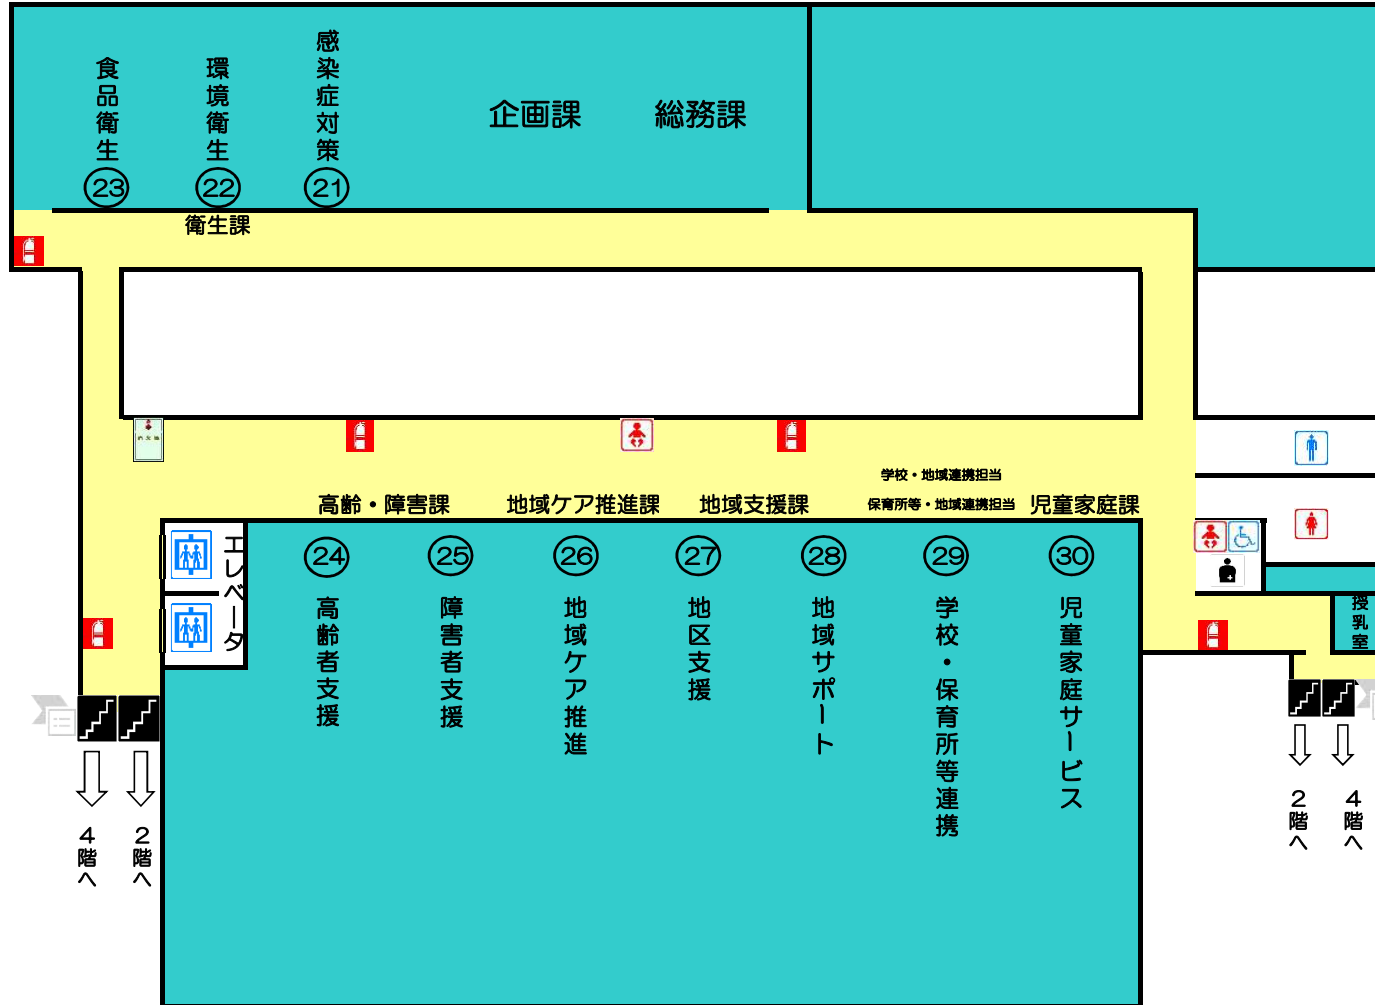 食品衛生
環境衛生
感染症対策
企画課
総務課
23
22
21
衛生課
学校・地域連携担当
高齢・障害課
地域ケア推進課
地域支援課
保育所等・地域連携担当
児童家庭課
エレベータ
24
25
26
27
28
29
30
高齢者支援
障害者支援
地域ケア推進
地区支援
地域サポート
学校・保育所等連携
児童家庭サービス
授乳室
4階へ
2階へ
2階へ
4階へ